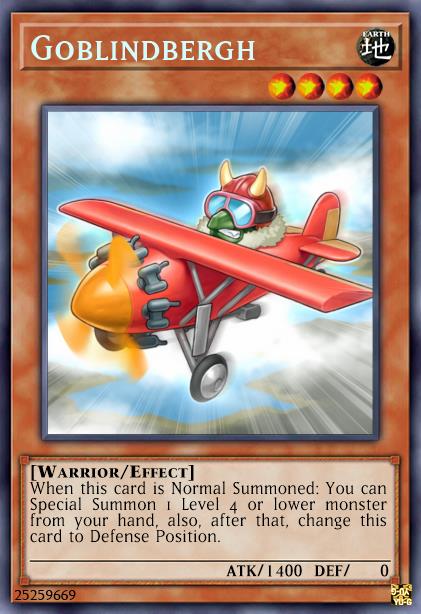 GOBLINDBERGH
EARTH
地
[WARRIOR/EFFECT]
When this card is Normal Summoned: You can
Special Summon 1 Level 4 or lower monster
from your hand, also, after that, change this
card to Defense Position.
ATK/1400 DEF/ 0
25259669